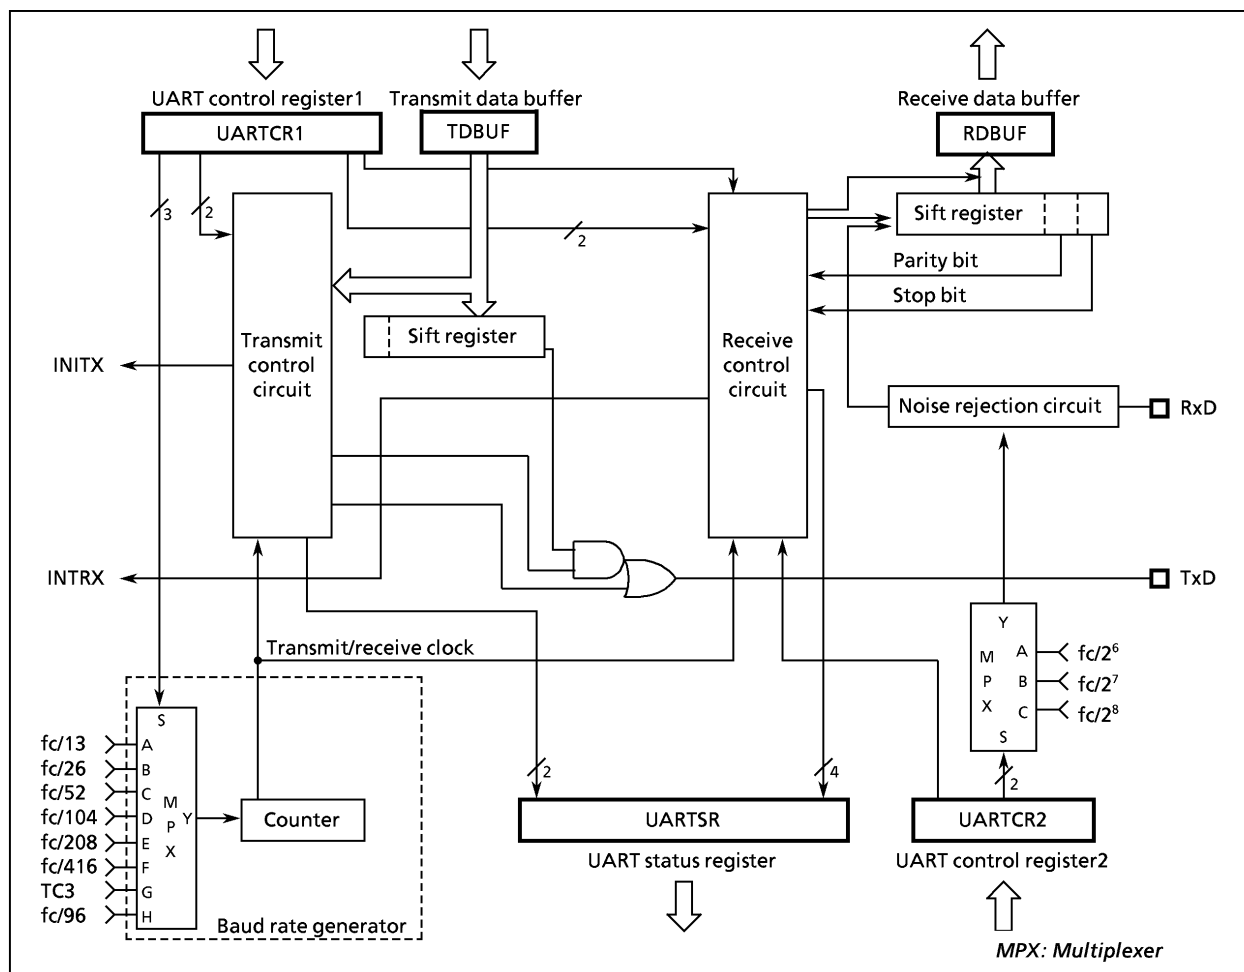 UART control register1
Transmit data buffer
Receive data buffer
UARTCR1
TDBUF
RDBUF
3
2
2
Sift register
Parity bit
Stop bit
Transmit
control
circuit
Sift register
Receive
control
circuit
INITX
Noise rejection circuit
RxD
INTRX
TxD
Transmit/receive clock
Y
M
P
X
A
B
C
S
fc/2⁶
fc/2⁷
fc/2⁸
S
fc/13
fc/26
fc/52
fc/104
fc/208
fc/416
TC3
fc/96
A
B
C
D
E
F
G
H
M
P
X
Y
Counter
Baud rate generator
2
4
2
UARTSR
UARTCR2
UART status register
UART control register2
MPX: Multiplexer